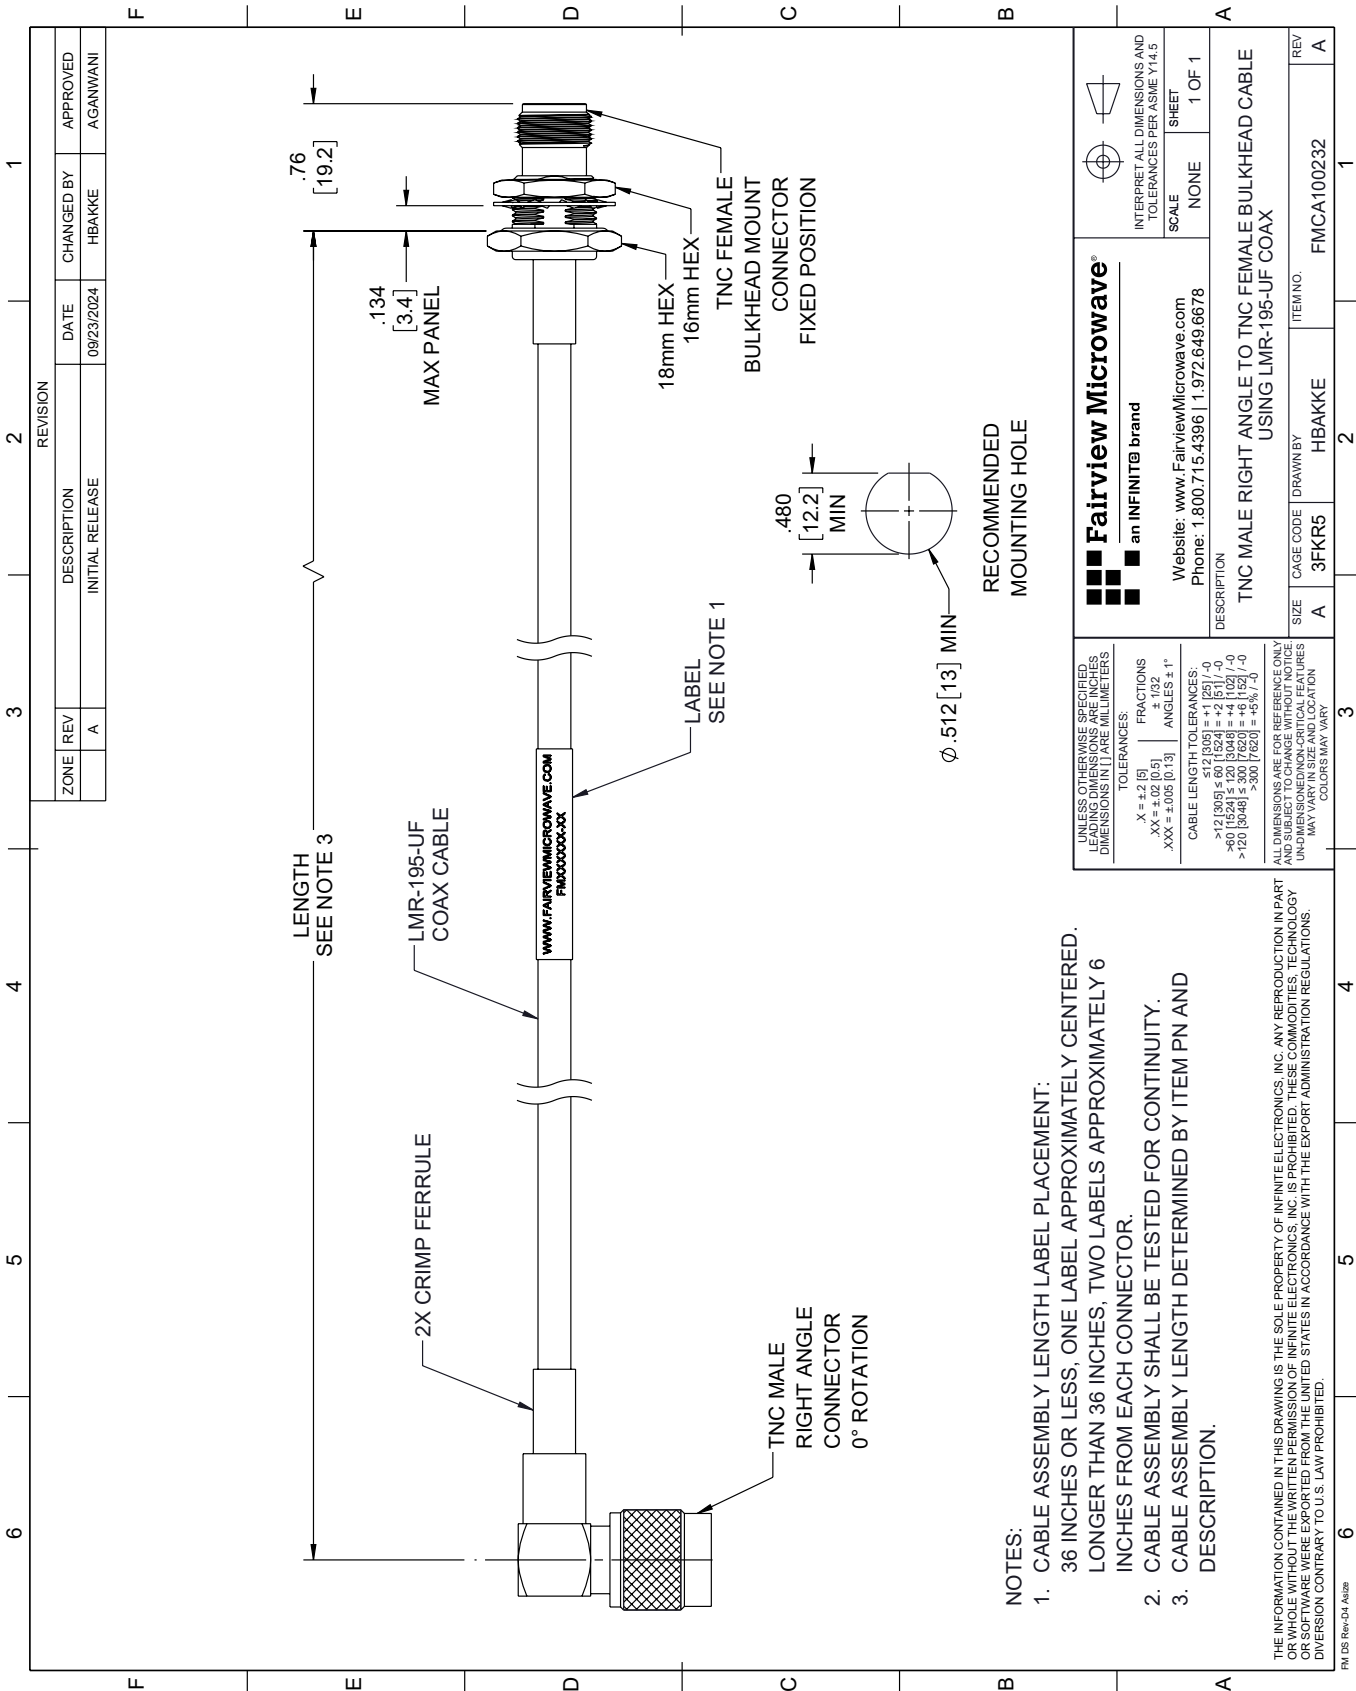 6
5
4
3
2
1
REVISION
ZONE REV DESCRIPTION DATE CHANGED BY APPROVED
A INITIAL RELEASE 09/23/2024 HBAKKE AGANWANI
F
E
D
C
B
A
F
E
D
C
B
A
LENGTH
SEE NOTE 3
.76
[19.2]
.134
[3.4]
MAX PANEL
2X CRIMP FERRULE
LMR-195-UF
COAX CABLE
WWW.FAIRVIEWMICROWAVE.COM
FMXXXXXX-XX
LABEL
SEE NOTE 1
18mm HEX
16mm HEX
TNC FEMALE
BULKHEAD MOUNT
CONNECTOR
FIXED POSITION
TNC MALE
RIGHT ANGLE
CONNECTOR
0° ROTATION
.480
[12.2]
MIN
Ø.512 [13] MIN
RECOMMENDED
MOUNTING HOLE
NOTES:
1. CABLE ASSEMBLY LENGTH LABEL PLACEMENT:
36 INCHES OR LESS, ONE LABEL APPROXIMATELY CENTERED.
LONGER THAN 36 INCHES, TWO LABELS APPROXIMATELY 6
INCHES FROM EACH CONNECTOR.
2. CABLE ASSEMBLY SHALL BE TESTED FOR CONTINUITY.
3. CABLE ASSEMBLY LENGTH DETERMINED BY ITEM PN AND
DESCRIPTION.
THE INFORMATION CONTAINED IN THIS DRAWING IS THE SOLE PROPERTY OF INFINITE ELECTRONICS, INC. ANY REPRODUCTION IN PART
OR WHOLE WITHOUT THE WRITTEN PERMISSION OF INFINITE ELECTRONICS, INC. IS PROHIBITED. THESE COMMODITIES, TECHNOLOGY
OR SOFTWARE WERE EXPORTED FROM THE UNITED STATES IN ACCORDANCE WITH THE EXPORT ADMINISTRATION REGULATIONS.
DIVERSION CONTRARY TO U.S. LAW PROHIBITED.
UNLESS OTHERWISE SPECIFIED
LEADING DIMENSIONS ARE INCHES
DIMENSIONS IN [ ] ARE MILLIMETERS
TOLERANCES:
.X = ±.2 [5]
.XX = ±.02 [0.5]
.XXX = ±.005 [0.13]
FRACTIONS
± 1/32
ANGLES ± 1°
CABLE LENGTH TOLERANCES:
≤12 [305] = +1 [25] / -0
>12 [305] ≤ 60 [1524] = +2 [51] / -0
>60 [1524] ≤ 120 [3048] = +4 [102] / -0
>120 [3048] ≤ 300 [7620] = +6 [152] / -0
>300 [7620] = +5% / -0
ALL DIMENSIONS ARE FOR REFERENCE ONLY
AND SUBJECT TO CHANGE WITHOUT NOTICE.
UN-DIMENSIONED/NON-CRITICAL FEATURES
MAY VARY IN SIZE AND LOCATION
COLORS MAY VARY
Fairview Microwave®
an INFINIT℮ brand
Website: www.FairviewMicrowave.com
Phone: 1.800.715.4396 | 1.972.649.6678
INTERPRET ALL DIMENSIONS AND
TOLERANCES PER ASME Y14.5
SCALE
NONE
SHEET
1 OF 1
DESCRIPTION
TNC MALE RIGHT ANGLE TO TNC FEMALE BULKHEAD CABLE
USING LMR-195-UF COAX
SIZE
A
CAGE CODE
3FKR5
DRAWN BY
HBAKKE
ITEM NO.
FMCA100232
REV
A
6
5
4
3
2
1
FM DS Rev-D4 Asize